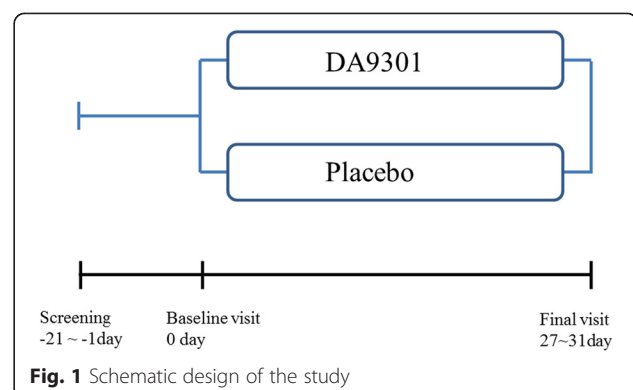 DA9301
Placebo
Screening
-21 ~ -1day
Baseline visit
0 day
Final visit
27~31day
Fig. 1 Schematic design of the study